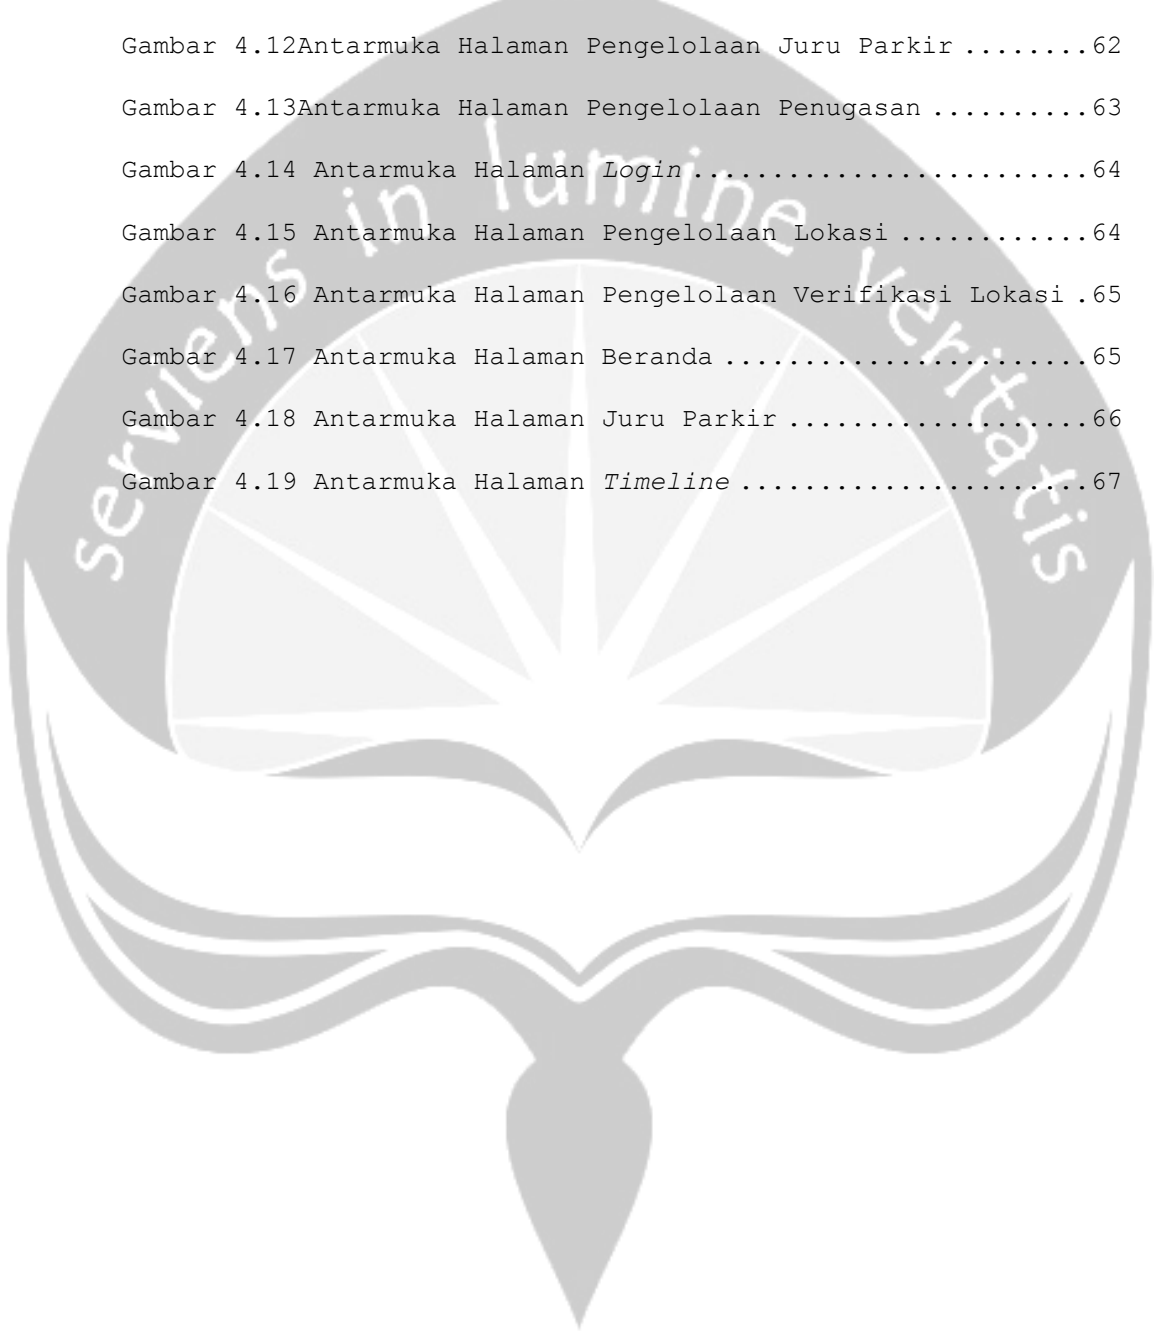 Gambar 4.12Antarmuka Halaman Pengelolaan Juru Parkir ........62
Gambar 4.13Antarmuka Halaman Pengelolaan Penugasan ..........63
Gambar 4.14 Antarmuka Halaman Login .........................64
Gambar 4.15 Antarmuka Halaman Pengelolaan Lokasi ............64
Gambar 4.16 Antarmuka Halaman Pengelolaan Verifikasi Lokasi .65
Gambar 4.17 Antarmuka Halaman Beranda .......................65
Gambar 4.18 Antarmuka Halaman Juru Parkir ...................66
Gambar 4.19 Antarmuka Halaman Timeline ......................67
serviens in lumine veritatis